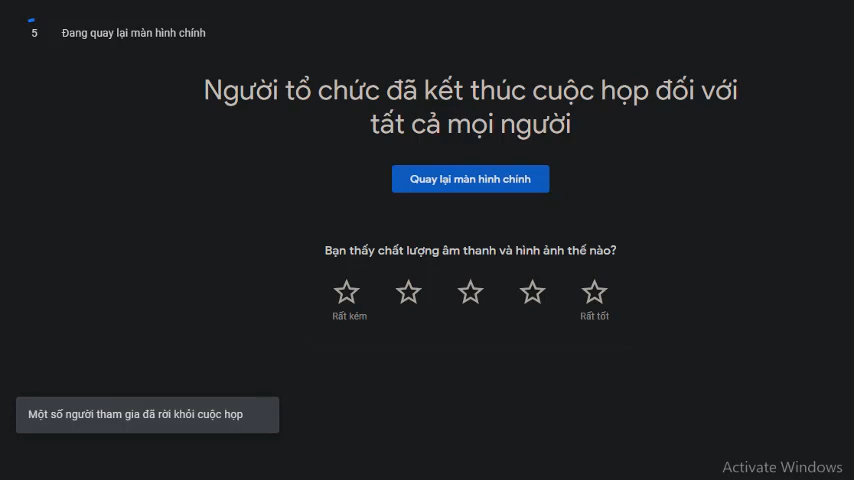 5 Đang quay lại màn hình chính
Người tổ chức đã kết thúc cuộc họp đối với
tất cả mọi người
Quay lại màn hình chính
Bạn thấy chất lượng âm thanh và hình ảnh thế nào?
Rất kém Rất tốt
Một số người tham gia đã rời khỏi cuộc họp
Activate Windows